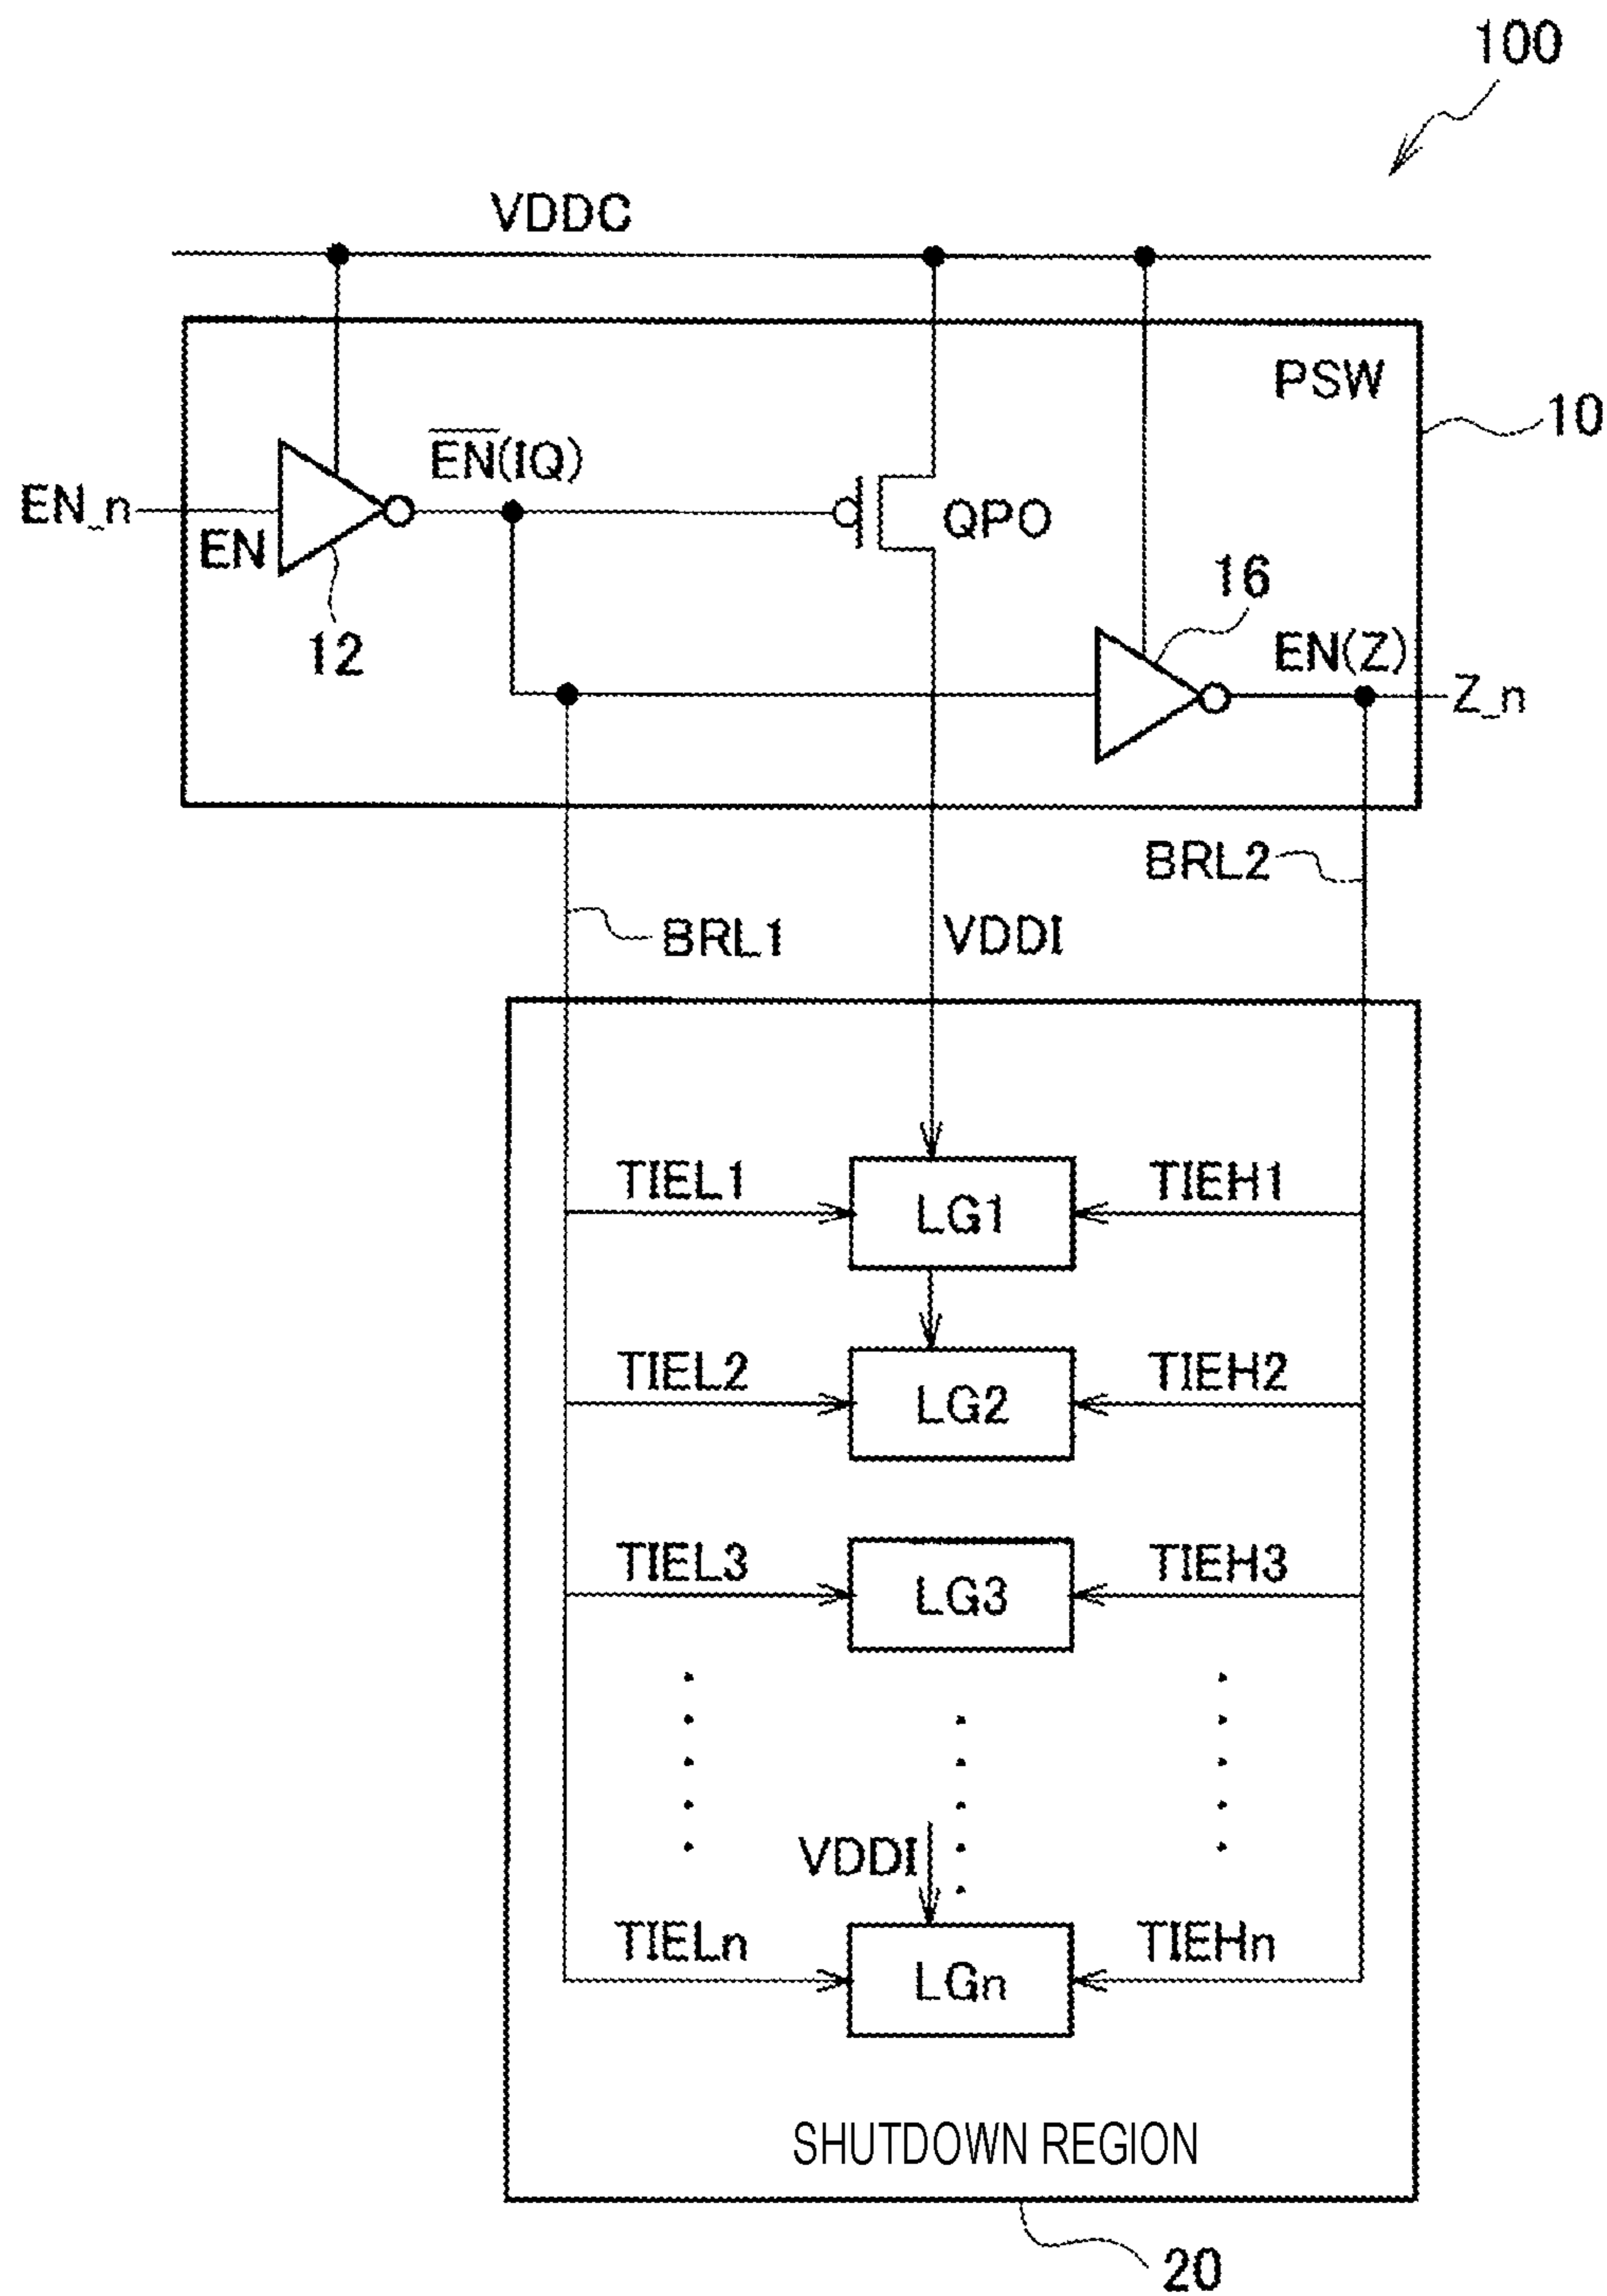 100
VDDC
PSW
10
EN_n
EN
12
E̅N̅(IQ)
QPO
16
EN(Z)
Z_n
BRL1
VDDI
BRL2
TIEL1
LG1
TIEH1
TIEL2
LG2
TIEH2
TIEL3
LG3
TIEH3
VDDI
TIELn
LGn
TIEHn
SHUTDOWN REGION
20